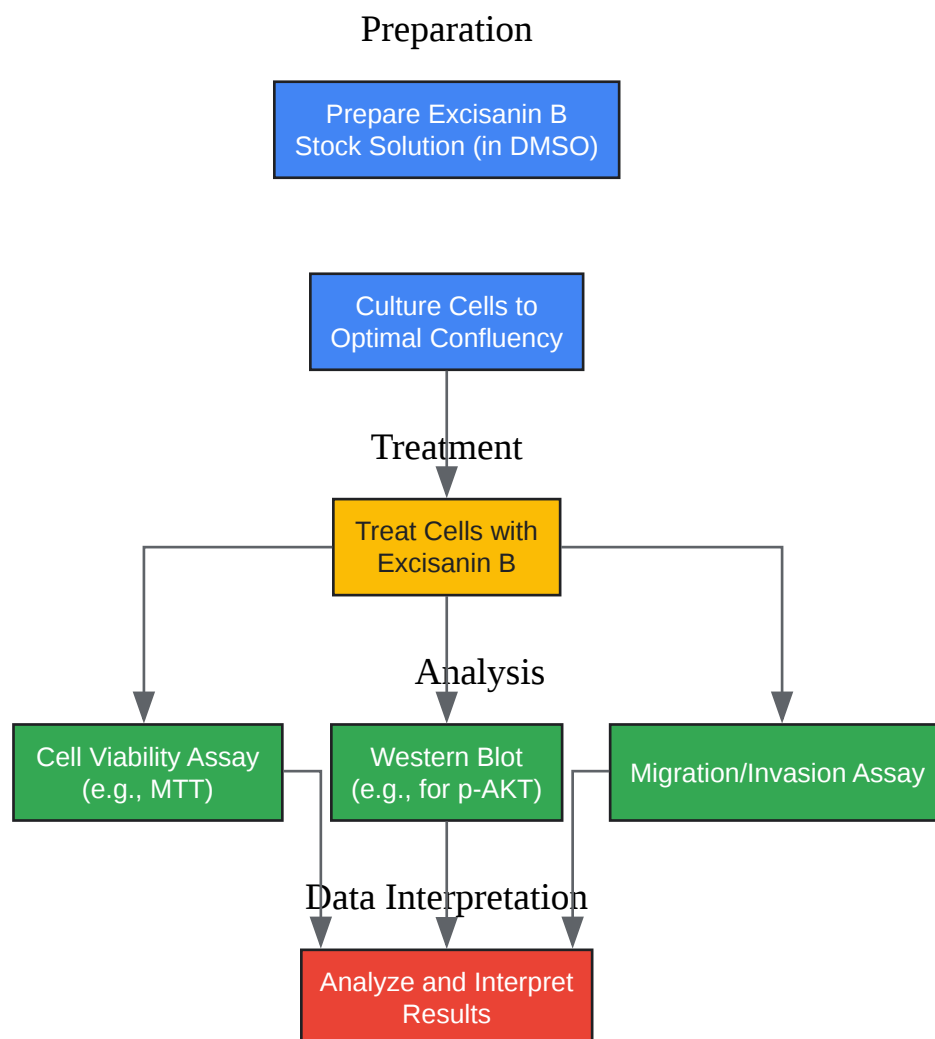 Preparation
Prepare Excisanin B
Stock Solution (in DMSO)
Culture Cells to
Optimal Confluency
Treatment
Treat Cells with
Excisanin B
Analysis
Cell Viability Assay
(e.g., MTT)
Western Blot
(e.g., for p-AKT)
Migration/Invasion Assay
Data Interpretation
Analyze and Interpret
Results